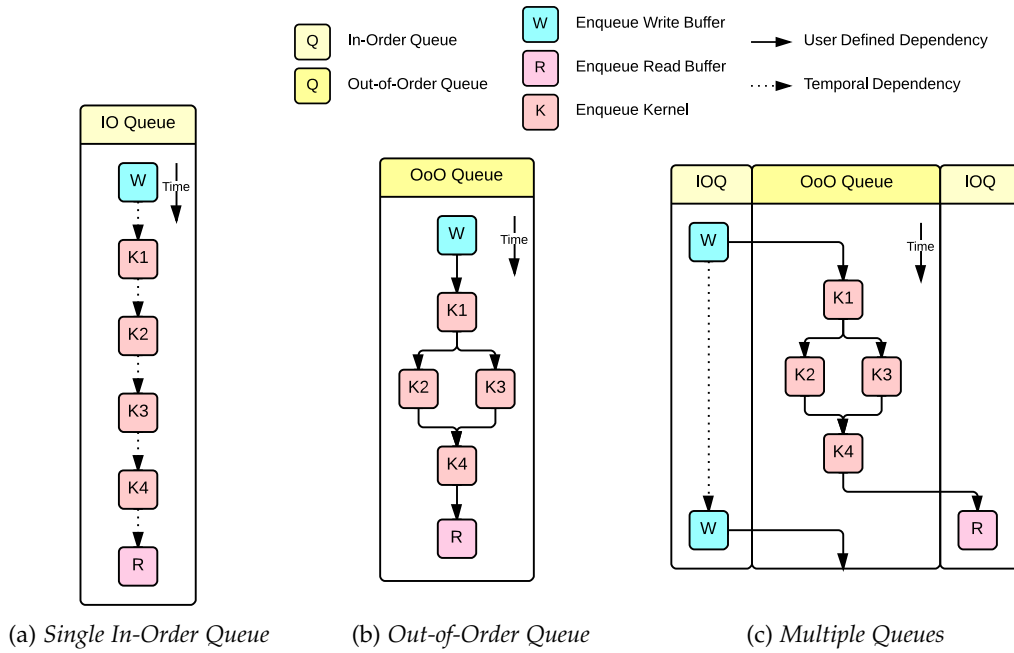 Q In-Order Queue
Q Out-of-Order Queue
W Enqueue Write Buffer
R Enqueue Read Buffer
K Enqueue Kernel
User Defined Dependency
Temporal Dependency
IO Queue
W
Time
K1
K2
K3
K4
R
(a) Single In-Order Queue
OoO Queue
W
Time
K1
K2 K3
K4
R
(b) Out-of-Order Queue
IOQ OoO Queue IOQ
W
Time
K1
K2 K3
K4
W R
(c) Multiple Queues